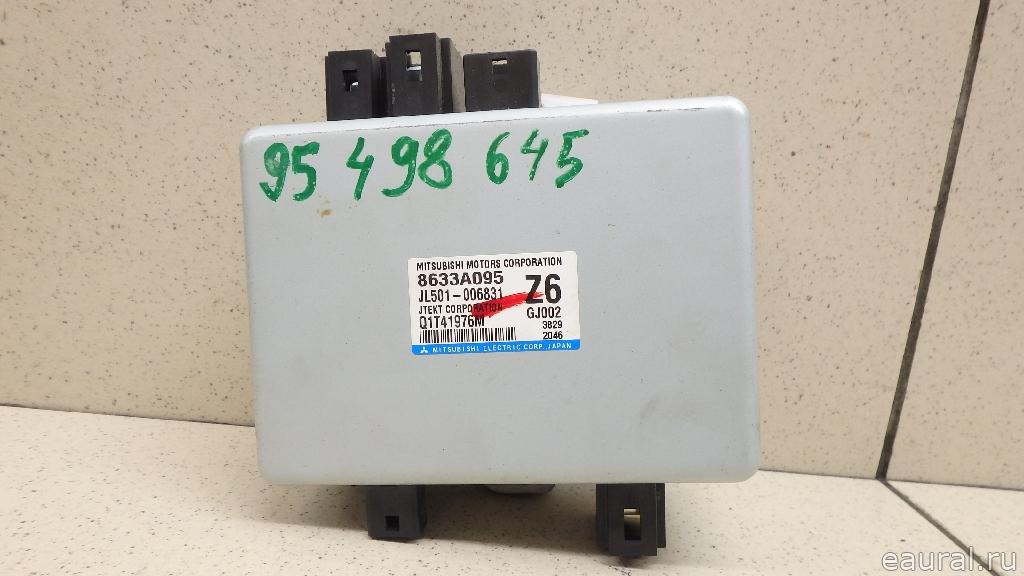 95 498 645
MITSUBISHI MOTORS CORPORATION
8633A095
Z6
JL501-006831
JTEKT CORPORATION
GJ002
Q1T41976M
3829
2046
MITSUBISHI ELECTRIC CORP. JAPAN
eaural.ru